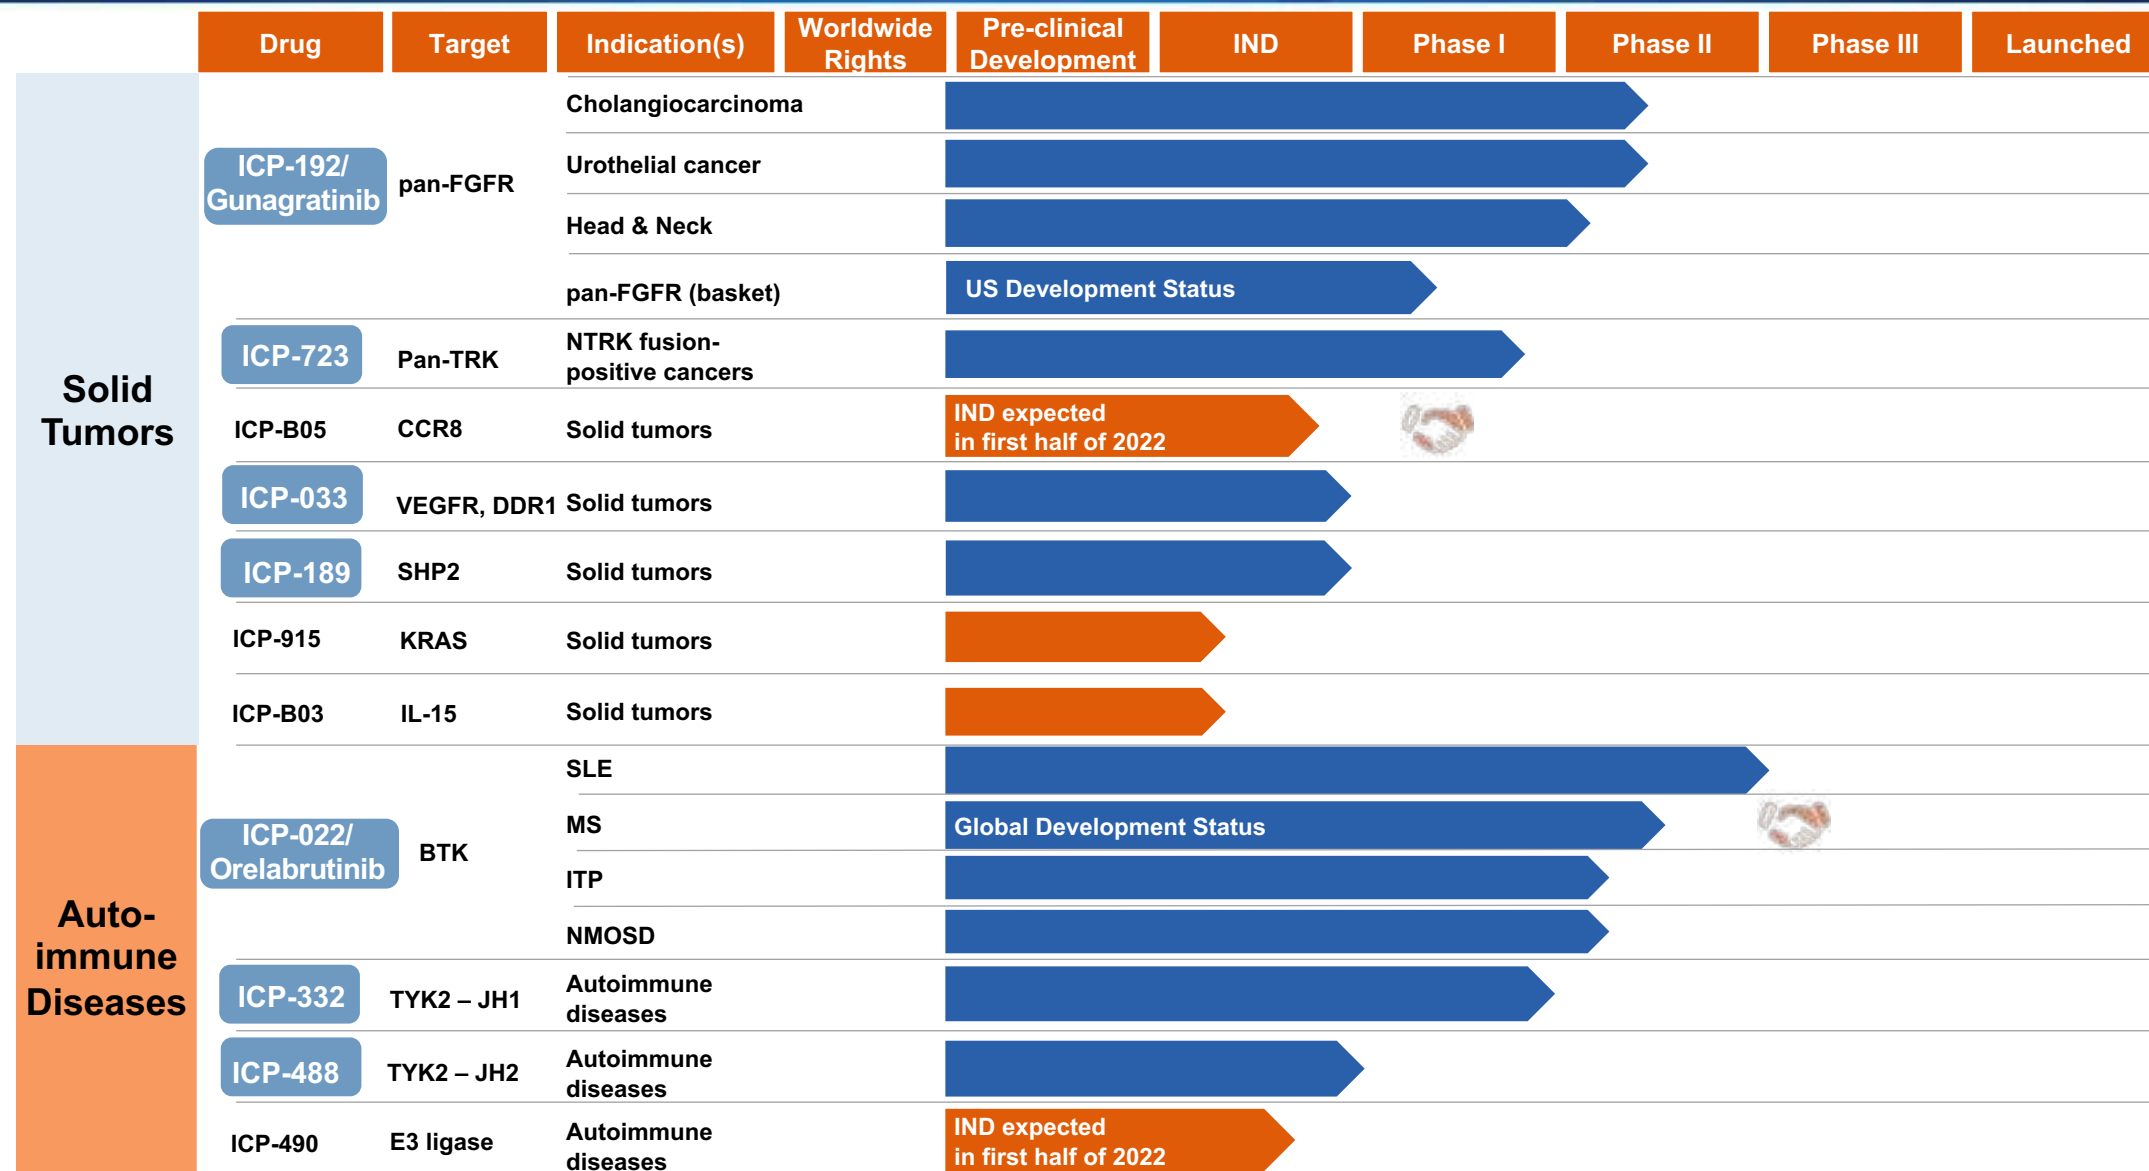 Drug
Target
Indication(s)
Worldwide
Rights
Pre-clinical
Development
IND
Phase I
Phase II
Phase III
Launched
Solid
Tumors
ICP-192/
Gunagratinib
pan-FGFR
Cholangiocarcinoma
Urothelial cancer
Head & Neck
pan-FGFR (basket)
US Development Status
ICP-723
Pan-TRK
NTRK fusion-
positive cancers
ICP-B05
CCR8
Solid tumors
IND expected
in first half of 2022
ICP-033
VEGFR, DDR1
Solid tumors
ICP-189
SHP2
Solid tumors
ICP-915
KRAS
Solid tumors
ICP-B03
IL-15
Solid tumors
Auto-
immune
Diseases
ICP-022/
Orelabrutinib
BTK
SLE
MS
Global Development Status
ITP
NMOSD
ICP-332
TYK2 – JH1
Autoimmune
diseases
ICP-488
TYK2 – JH2
Autoimmune
diseases
ICP-490
E3 ligase
Autoimmune
diseases
IND expected
in first half of 2022